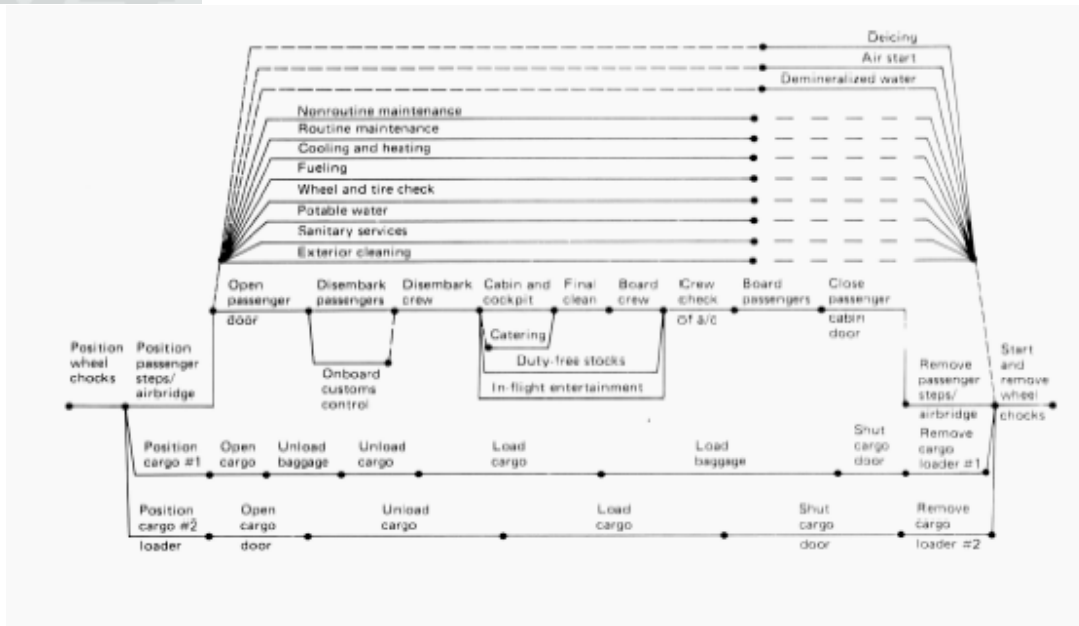 Deicing
Air start
Demineralized water
Nonroutine maintenance
Routine maintenance
Cooling and heating
Fueling
Wheel and tire check
Potable water
Sanitary services
Exterior cleaning
Open
passenger
door
Disembark
passengers
Disembark
crew
Cabin and
cockpit
Final
clean
Board
crew
Crew
check
of a/c
Board
passengers
Close
passenger
cabin
door
Catering
Duty-free stocks
In-flight entertainment
Onboard
customs
control
Position
wheel
chocks
Position
passenger
steps/
airbridge
Remove
passenger
steps/
airbridge
Start
and
remove
wheel
chocks
Position
cargo #1
Open
cargo
Unload
baggage
Unload
cargo
Load
cargo
Load
baggage
Shut
cargo
door
Remove
cargo
loader #1
Position
cargo #2
loader
Open
cargo
door
Unload
cargo
Load
cargo
Shut
cargo
door
Remove
cargo
loader #2